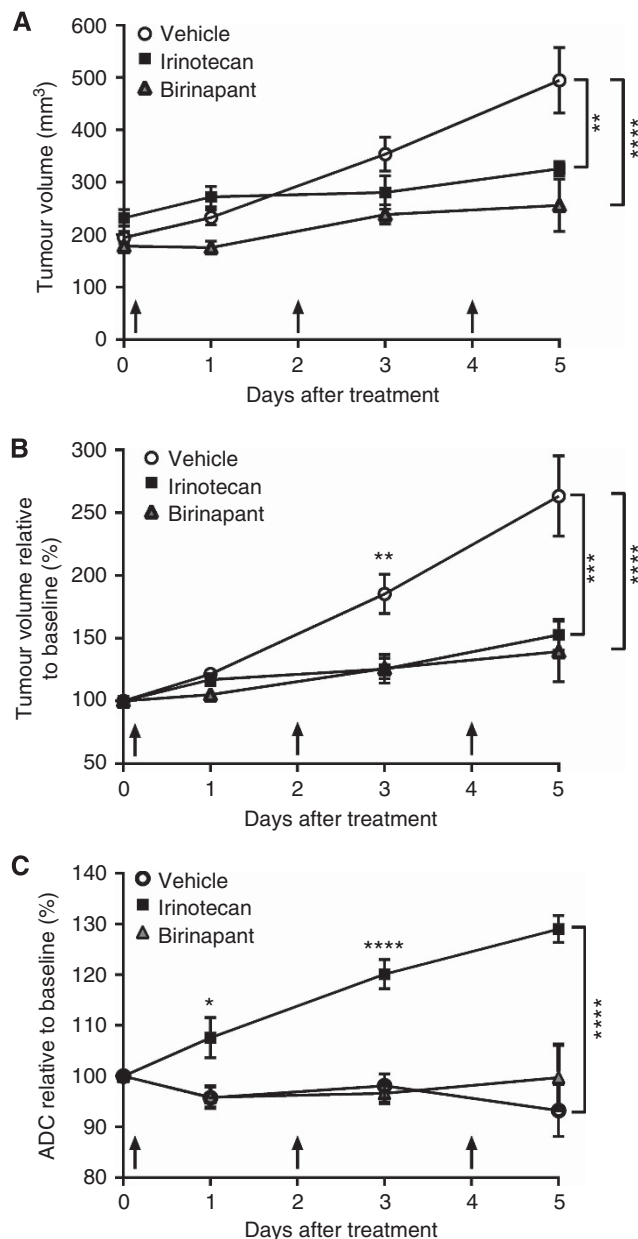 A
600
500
400
300
200
100
0
Tumour volume (mm³)
Vehicle
Irinotecan
Birinapant
**
****
0 1 2 3 4 5
Days after treatment
B
300
250
200
150
100
50
Tumour volume relative
to baseline (%)
Vehicle
Irinotecan
Birinapant
**
***
****
0 1 2 3 4 5
Days after treatment
C
140
130
120
110
100
90
80
ADC relative to baseline (%)
Vehicle
Irinotecan
Birinapant
*
****
****
0 1 2 3 4 5
Days after treatment